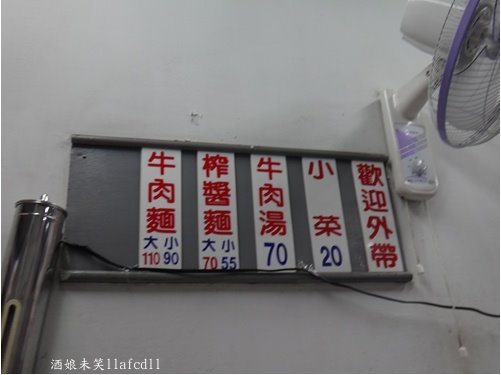 牛肉麵
大 小
110 90
榨醬麵
大 小
70 55
牛肉湯
70
小菜
20
歡迎外帶
酒娘未笑llafcdll